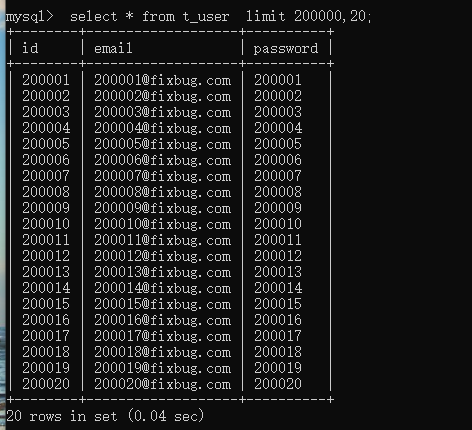 mysql>  select * from t_user  limit 200000,20;
+--------+-------------------+----------+
| id     | email             | password |
+--------+-------------------+----------+
| 200001 | 200001@fixbug.com | 200001   |
| 200002 | 200002@fixbug.com | 200002   |
| 200003 | 200003@fixbug.com | 200003   |
| 200004 | 200004@fixbug.com | 200004   |
| 200005 | 200005@fixbug.com | 200005   |
| 200006 | 200006@fixbug.com | 200006   |
| 200007 | 200007@fixbug.com | 200007   |
| 200008 | 200008@fixbug.com | 200008   |
| 200009 | 200009@fixbug.com | 200009   |
| 200010 | 200010@fixbug.com | 200010   |
| 200011 | 200011@fixbug.com | 200011   |
| 200012 | 200012@fixbug.com | 200012   |
| 200013 | 200013@fixbug.com | 200013   |
| 200014 | 200014@fixbug.com | 200014   |
| 200015 | 200015@fixbug.com | 200015   |
| 200016 | 200016@fixbug.com | 200016   |
| 200017 | 200017@fixbug.com | 200017   |
| 200018 | 200018@fixbug.com | 200018   |
| 200019 | 200019@fixbug.com | 200019   |
| 200020 | 200020@fixbug.com | 200020   |
+--------+-------------------+----------+
20 rows in set (0.04 sec)